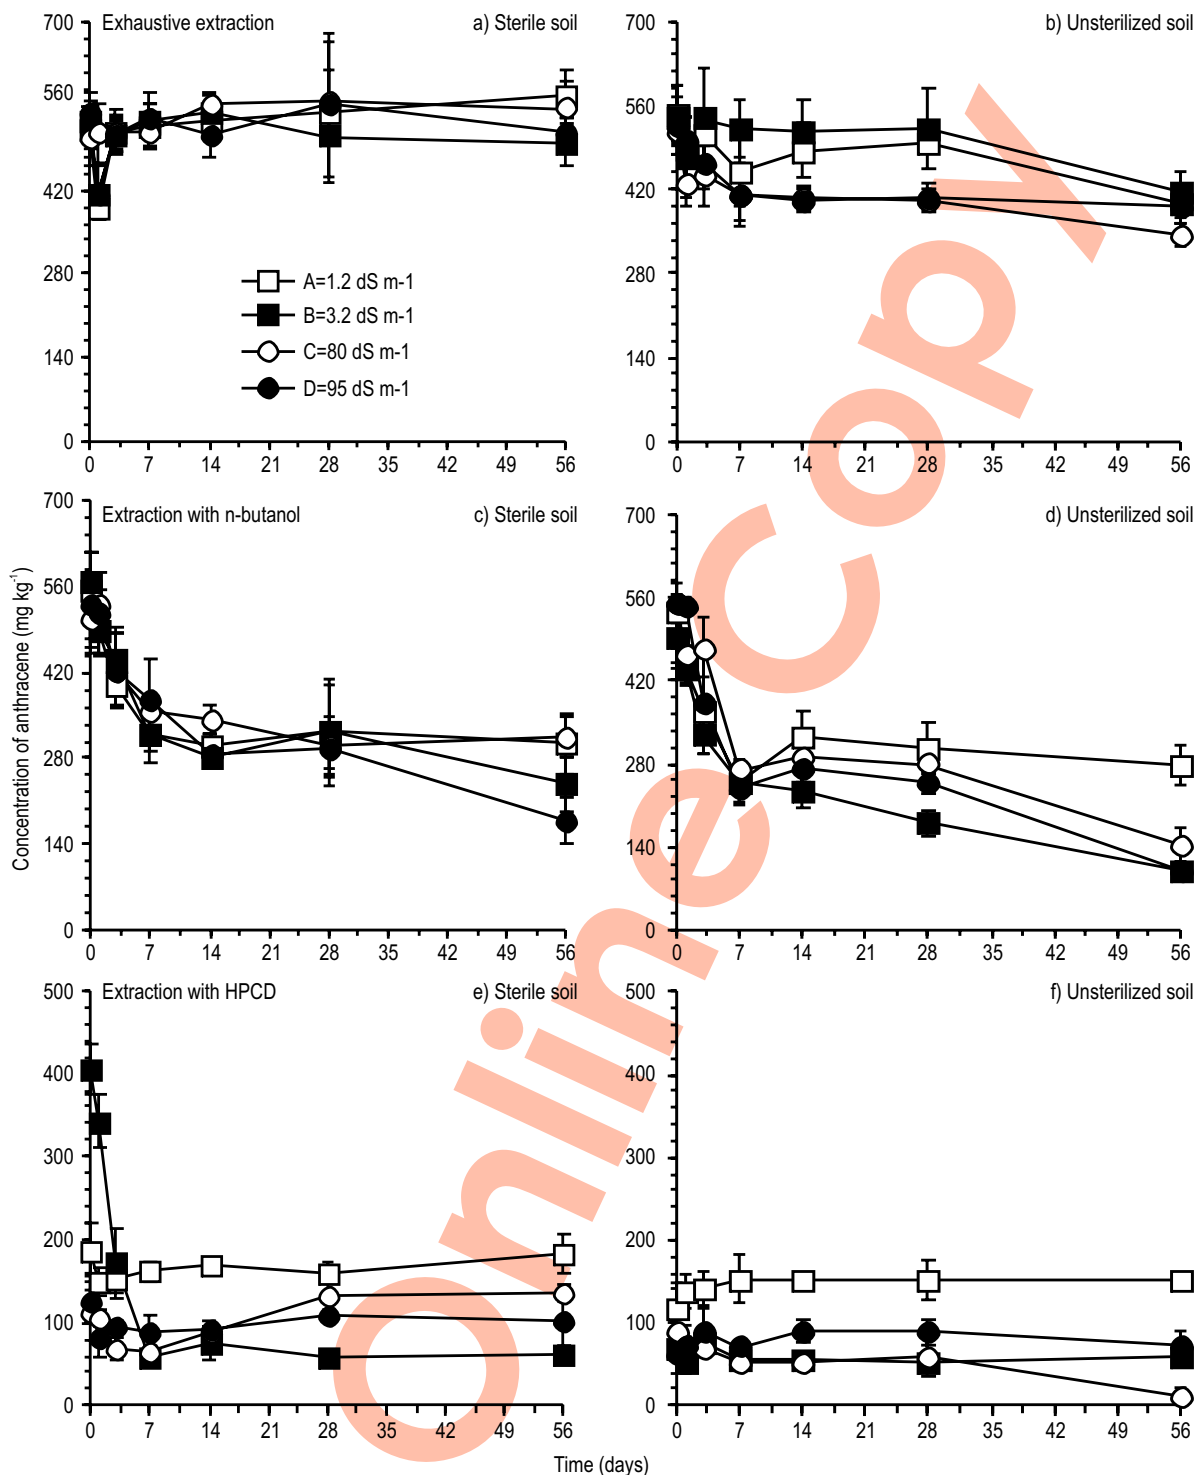 Exhaustive extraction
a) Sterile soil
b) Unsterilized soil
700
560
420
280
140
0
A=1.2 dS m-1
B=3.2 dS m-1
C=80 dS m-1
D=95 dS m-1
0 7 14 21 28 35 42 49 56
700
560
420
280
140
0
0 7 14 21 28 35 42 49 56
Concentration of anthracene (mg kg-1)
Extraction with n-butanol
c) Sterile soil
d) Unsterilized soil
700
560
420
280
140
0
0 7 14 21 28 35 42 49 56
700
560
420
280
140
0
0 7 14 21 28 35 42 49 56
Extraction with HPCD
e) Sterile soil
f) Unsterilized soil
500
400
300
200
100
0
0 7 14 21 28 35 42 49 56
500
400
300
200
100
0
0 7 14 21 28 35 42 49 56
Time (days)
Online Copy